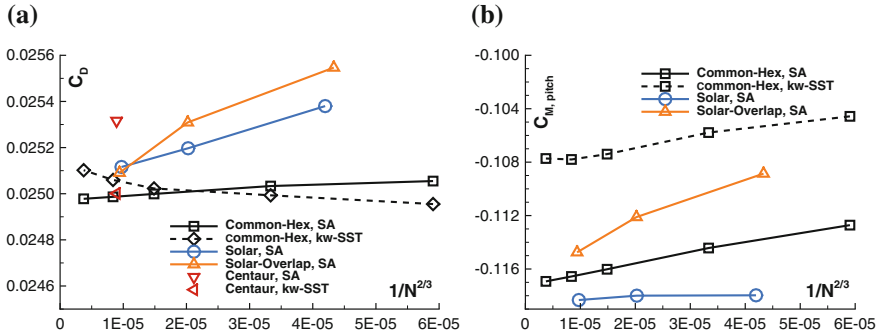 (a)
0.0256
0.0254
0.0252
0.0250
0.0248
0.0246
C_D
Common-Hex, SA
common-Hex, kw-SST
Solar, SA
Solar-Overlap, SA
Centaur, SA
Centaur, kw-SST
1/N^{2/3}
0 1E-05 2E-05 3E-05 4E-05 5E-05 6E-05
(b)
-0.100
-0.104
-0.108
-0.112
-0.116
C_{M, pitch}
Common-Hex, SA
common-Hex, kw-SST
Solar, SA
Solar-Overlap, SA
1/N^{2/3}
0 1E-05 2E-05 3E-05 4E-05 5E-05 6E-05